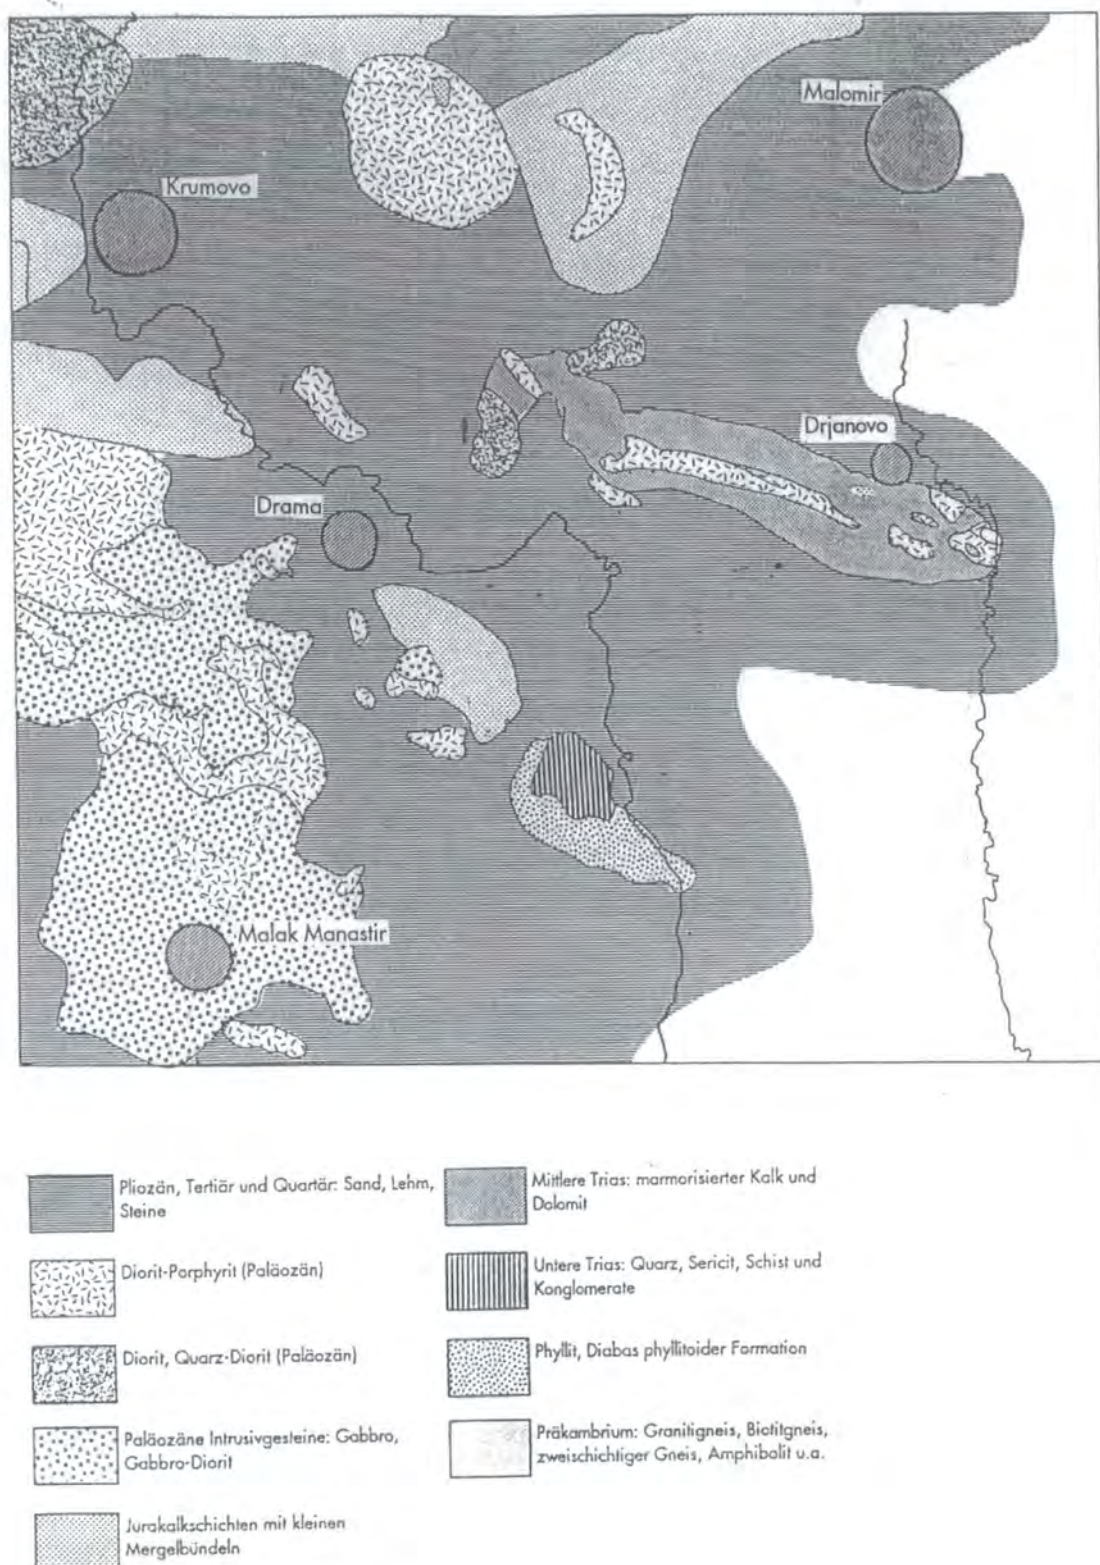 Malomir
Krumovo
Drjanovo
Drama
Malak Manastir
Pliozän, Tertiär und Quartär: Sand, Lehm,
Steine
Diorit-Porphyrit (Paläozän)
Diorit, Quarz-Diorit (Paläozän)
Paläozäne Intrusivgesteine: Gabbro,
Gabbro-Diorit
Jurakalkschichten mit kleinen
Mergelbündeln
Mittlere Trias: marmorisierter Kalk und
Dolomit
Untere Trias: Quarz, Sericit, Schist und
Konglomerate
Phyllit, Diabas phyllitoider Formation
Präkambrium: Granitigneis, Biotitgneis,
zweischichtiger Gneis, Amphibolit u.a.